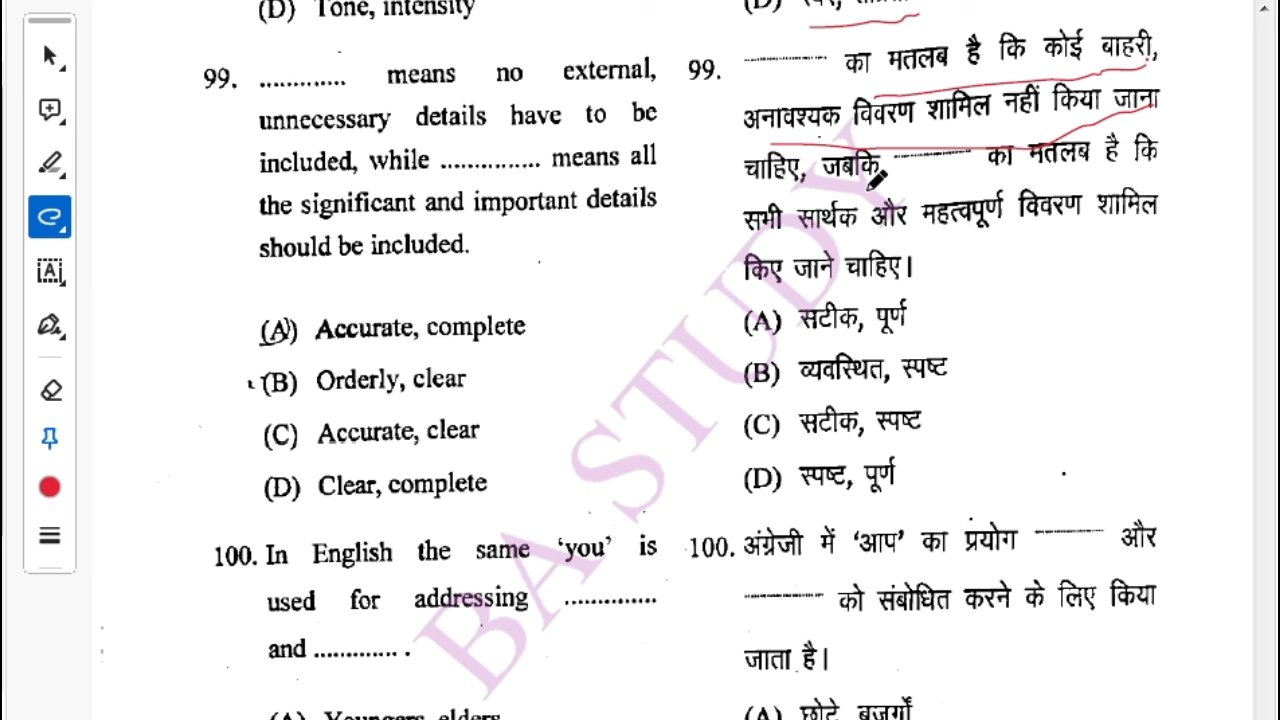 (D) Tone, intensity
99. ............. means no external,
unnecessary details have to be
included, while ............... means all
the significant and important details
should be included.
(A) Accurate, complete
(B) Orderly, clear
(C) Accurate, clear
(D) Clear, complete
100. In English the same ‘you’ is
used for addressing ..............
and ............. .
(A) Youngers, elders
(D) स्वर,
99. ................ का मतलब है कि कोई बाहरी,
अनावश्यक विवरण शामिल नहीं किया जाना
चाहिए, जबकि ............... का मतलब है कि
सभी सार्थक और महत्वपूर्ण विवरण शामिल
किए जाने चाहिए।
(A) सटीक, पूर्ण
(B) व्यवस्थित, स्पष्ट
(C) सटीक, स्पष्ट
(D) स्पष्ट, पूर्ण
100. अंग्रेजी में ‘आप’ का प्रयोग ............. और
............... को संबोधित करने के लिए किया
जाता है।
(A) छोटे, बुजुर्गों
BA STUDY